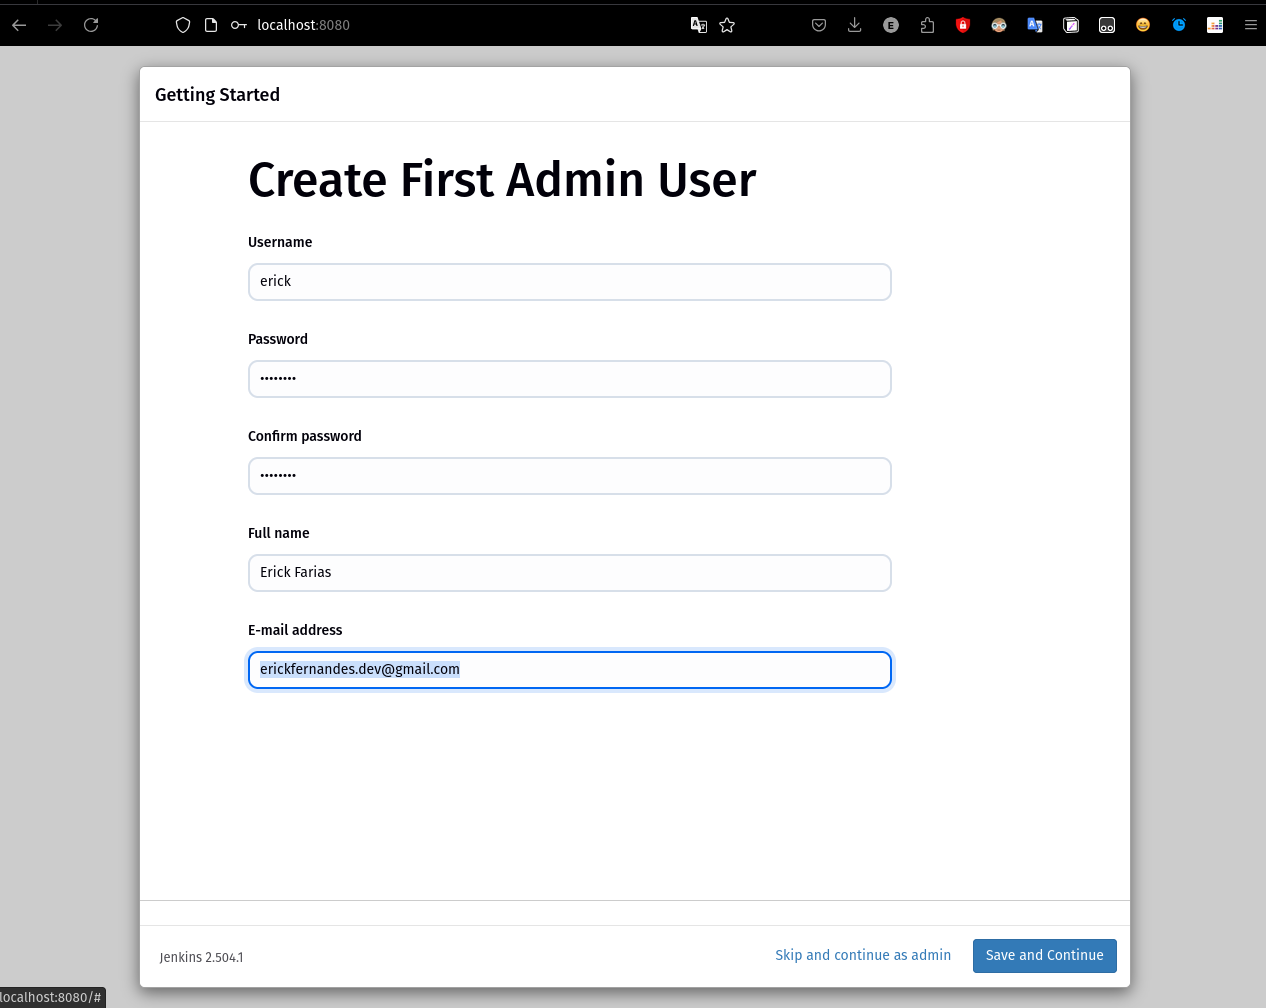 localhost:8080
E
Getting Started
Create First Admin User
Username
erick
Password
••••••••
Confirm password
••••••••
Full name
Erick Farias
E-mail address
erickfernandes.dev@gmail.com
Jenkins 2.504.1
Skip and continue as admin
Save and Continue
localhost:8080/#